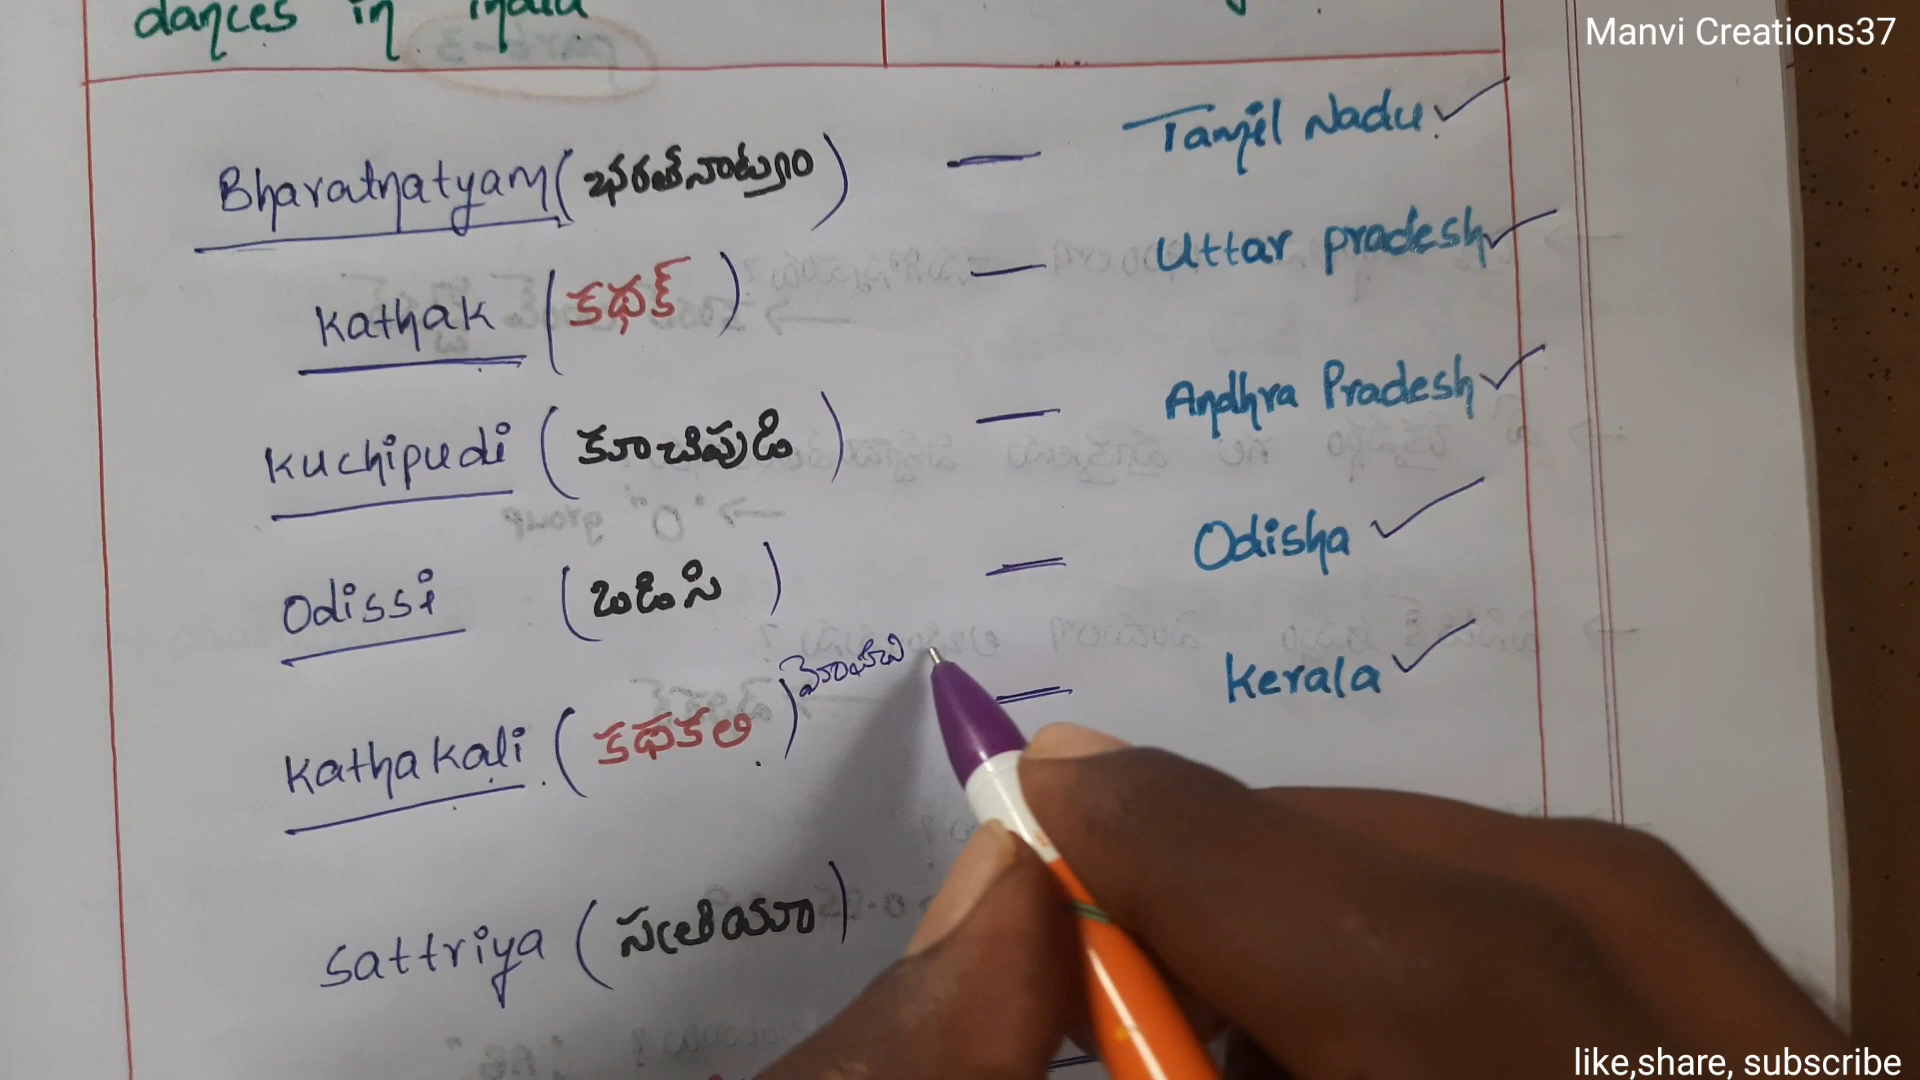 Manvi Creations37
dances in India
Bharatnatyam (భరతనాట్యం) — Tamil Nadu ✓
Kathak (కథక్) — Uttar pradesh ✓
Kuchipudi (కూచిపుడి) — Andhra Pradesh ✓
Odissi (ఒడిసి) — Odisha ✓
Kathakali (కథకలి) — Kerala ✓
Sattriya (సత్రియా)
like,share, subscribe